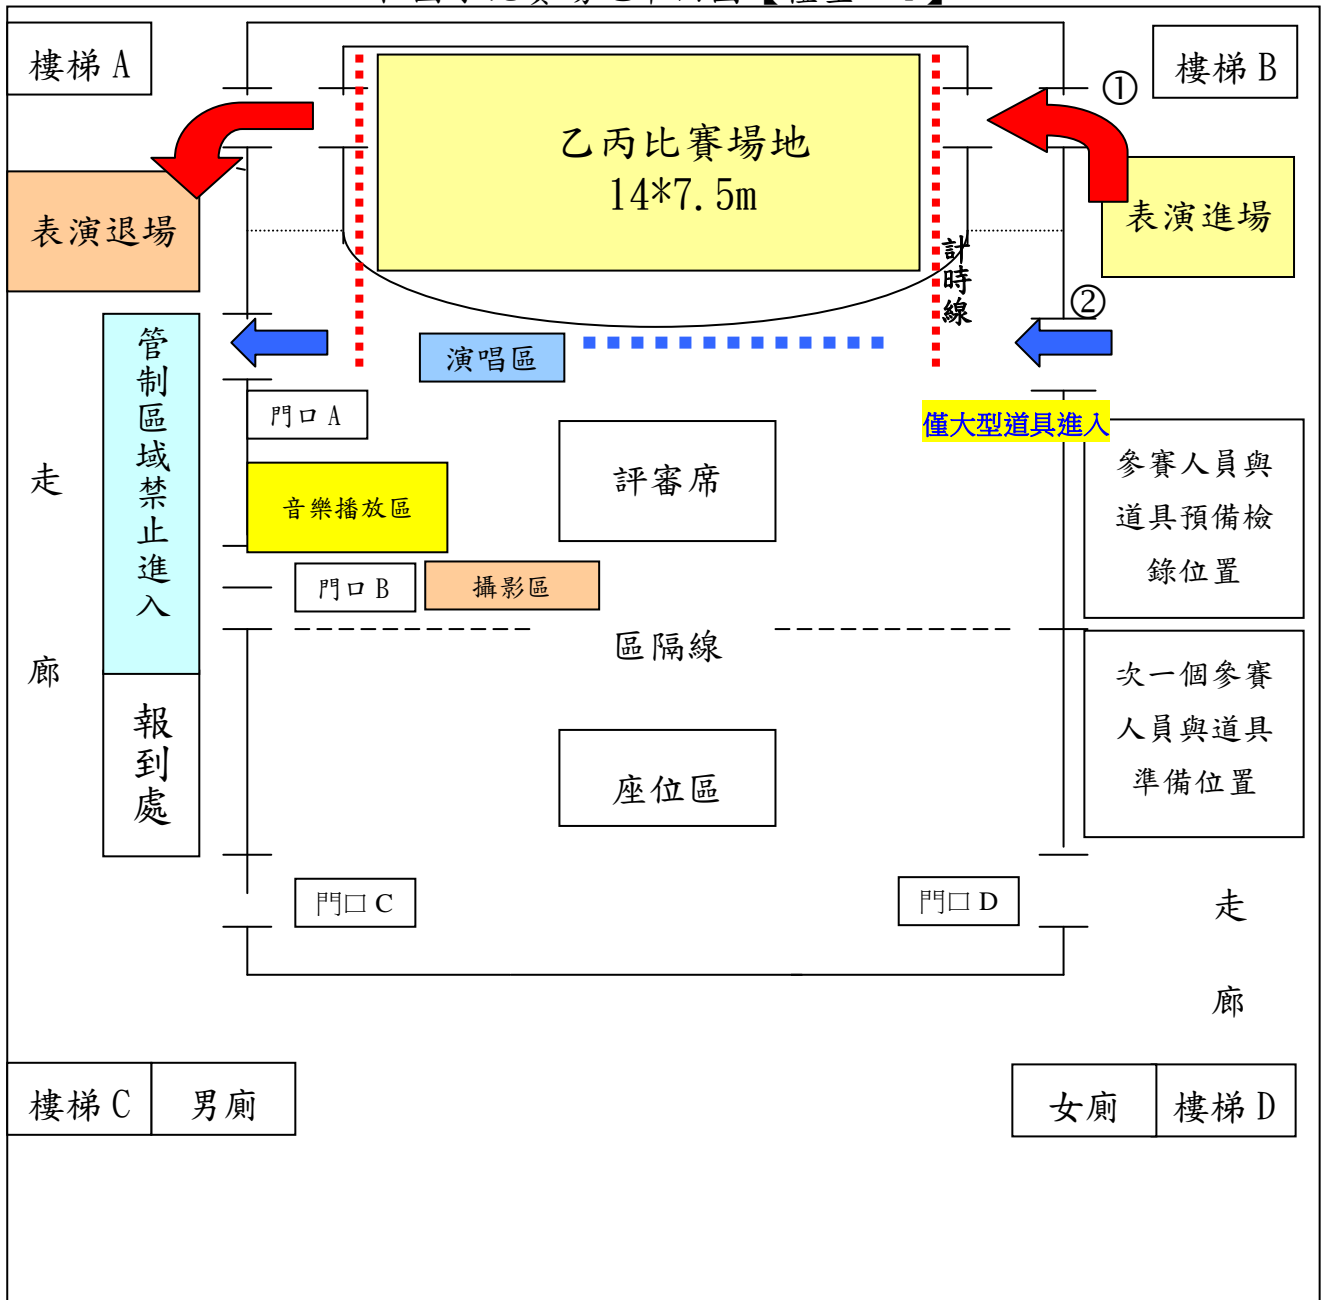 樓梯 A
樓梯 B
①
乙丙比賽場地
14*7.5m
表演退場
表演進場
計時線
②
管制區域禁止進入
演唱區
門口 A
僅大型道具進入
評審席
參賽人員與
道具預備檢
錄位置
走
廊
音樂播放區
門口 B
攝影區
區隔線
次一個參賽
人員與道具
準備位置
報到處
座位區
門口 C
門口 D
走
廊
樓梯 C
男廁
女廁
樓梯 D